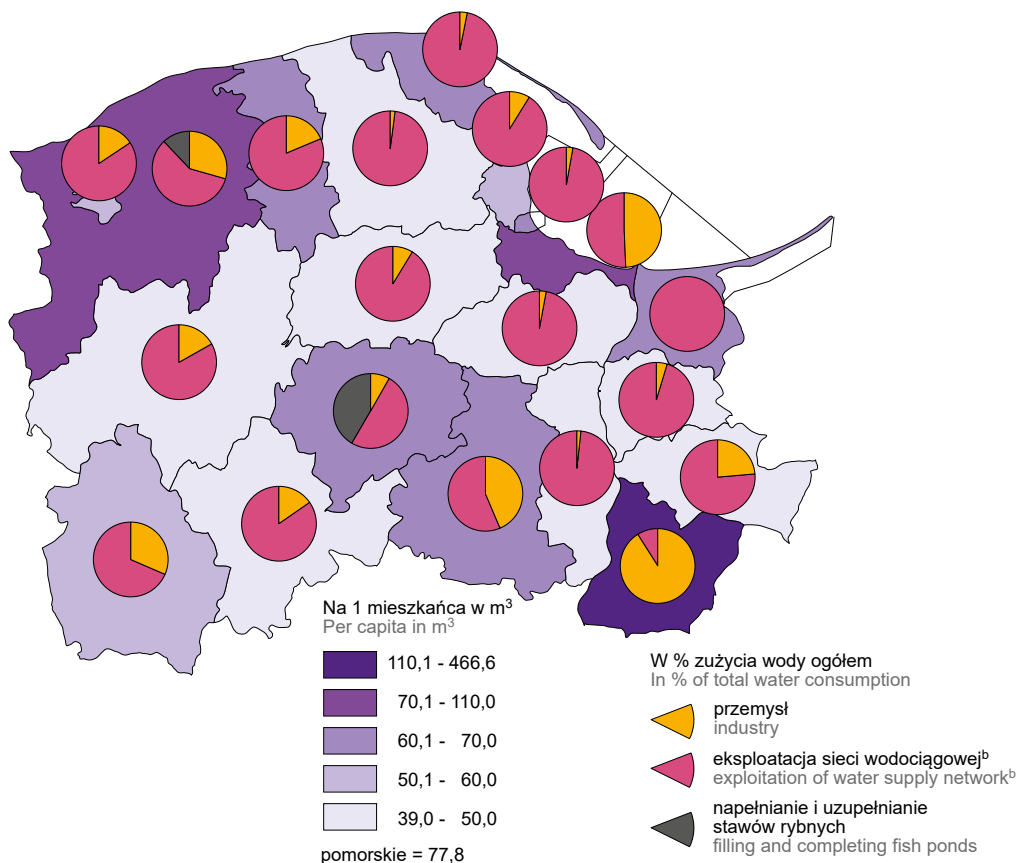 Na 1 mieszkańca w m³
Per capita in m³
110,1 - 466,6
70,1 - 110,0
60,1 - 70,0
50,1 - 60,0
39,0 - 50,0
pomorskie = 77,8
W % zużycia wody ogółem
In % of total water consumption
przemysł
industry
eksploatacja sieci wodociągowejᵇ
exploitation of water supply networkᵇ
napełnianie i uzupełnianie
stawów rybnych
filling and completing fish ponds